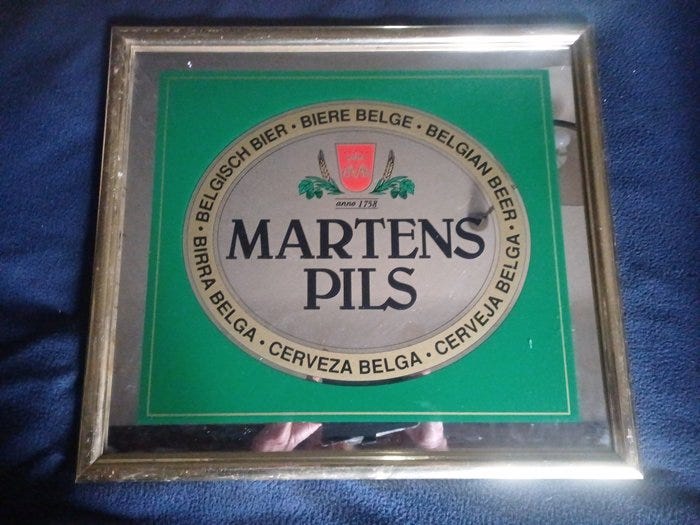 BELGISCH BIER • BIERE BELGE • BELGIAN BEER •
anno 1758
MARTENS
PILS
BIRRA BELGA • CERVEZA BELGA • CERVEJA BELGA •